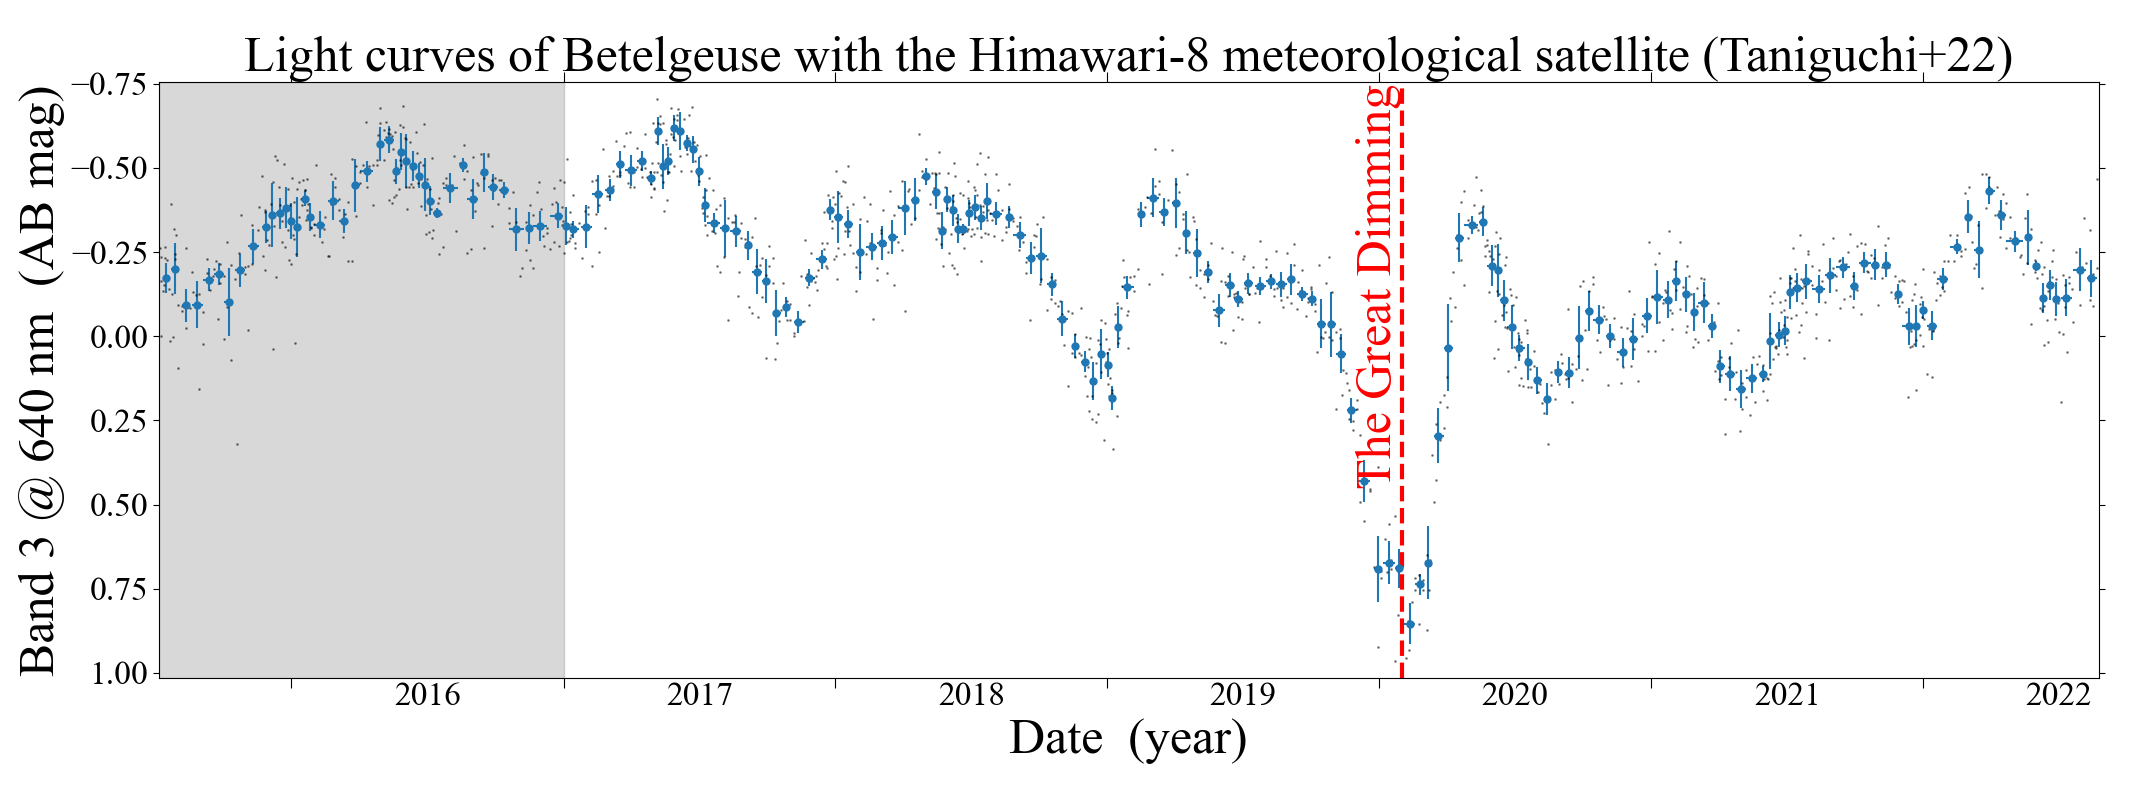 Light curves of Betelgeuse with the Himawari-8 meteorological satellite (Taniguchi+22)
Band 3 @ 640 nm (AB mag)
−0.75
−0.50
−0.25
0.00
0.25
0.50
0.75
1.00
The Great Dimming
2016 2017 2018 2019 2020 2021 2022
Date (year)